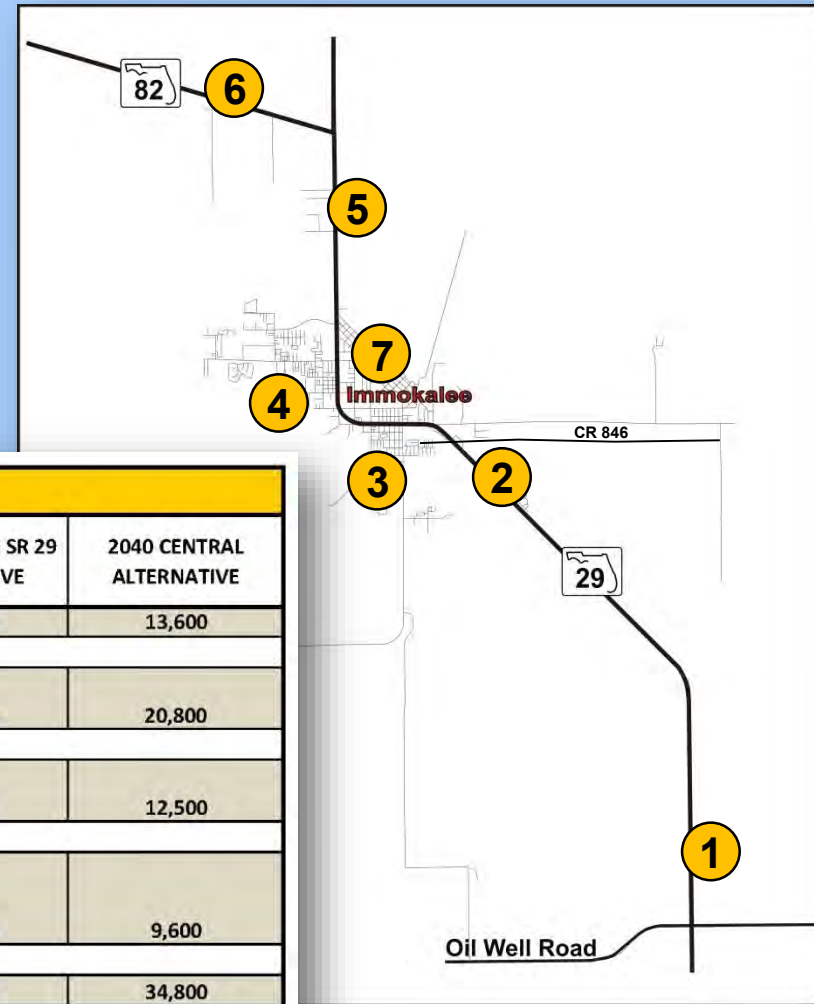 82
6
5
7
Immokalee
4
CR 846
3
2
29
1
Oil Well Road
SR 29
VE
2040 CENTRAL
ALTERNATIVE
13,600
20,800
12,500
9,600
34,800